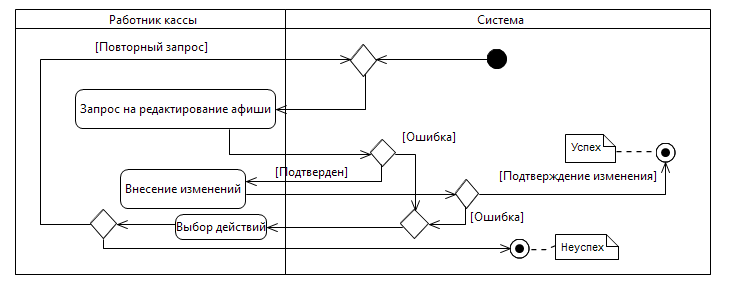 Работник кассы
Система
[Повторный запрос]
Запрос на редактирование афиши
[Ошибка]
Успех
[Подтвержден]
[Подтверждение изменения]
Внесение изменений
[Ошибка]
Выбор действий
Неуспех